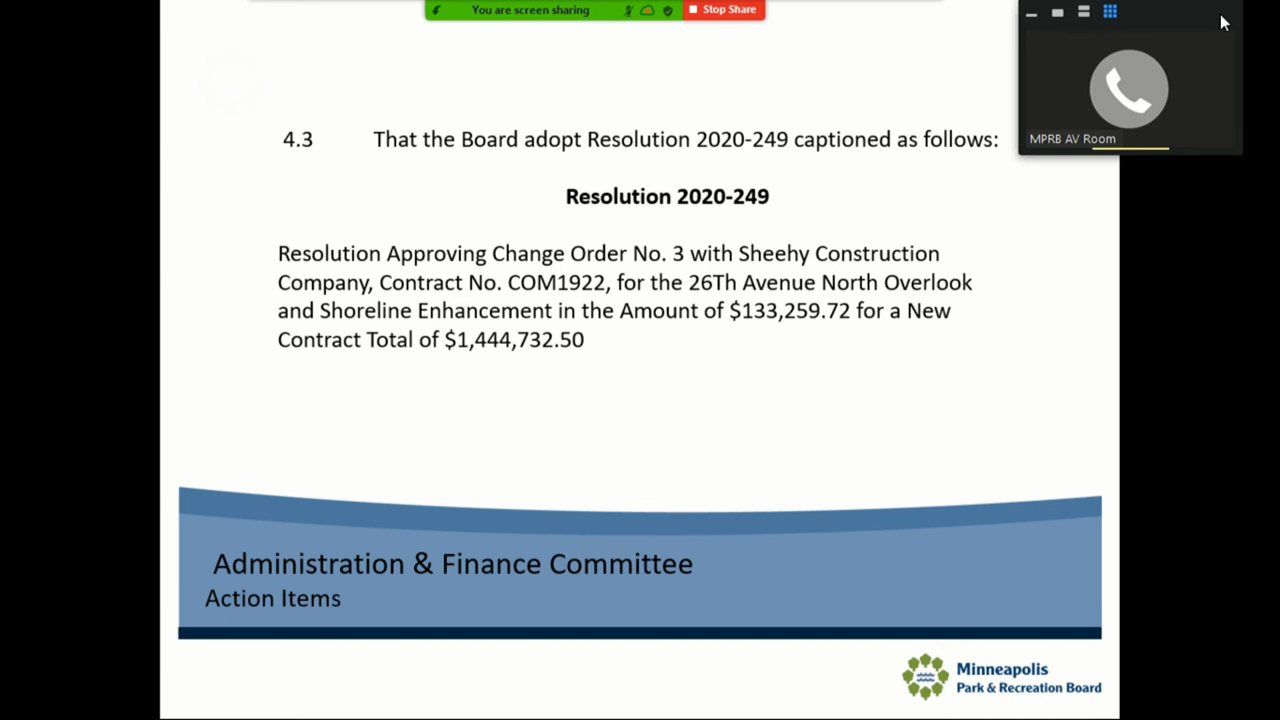 You are screen sharing
Stop Share
MPRB AV Room
4.3 That the Board adopt Resolution 2020-249 captioned as follows:
Resolution 2020-249
Resolution Approving Change Order No. 3 with Sheehy Construction
Company, Contract No. COM1922, for the 26Th Avenue North Overlook
and Shoreline Enhancement in the Amount of $133,259.72 for a New
Contract Total of $1,444,732.50
Administration & Finance Committee
Action Items
Minneapolis
Park & Recreation Board